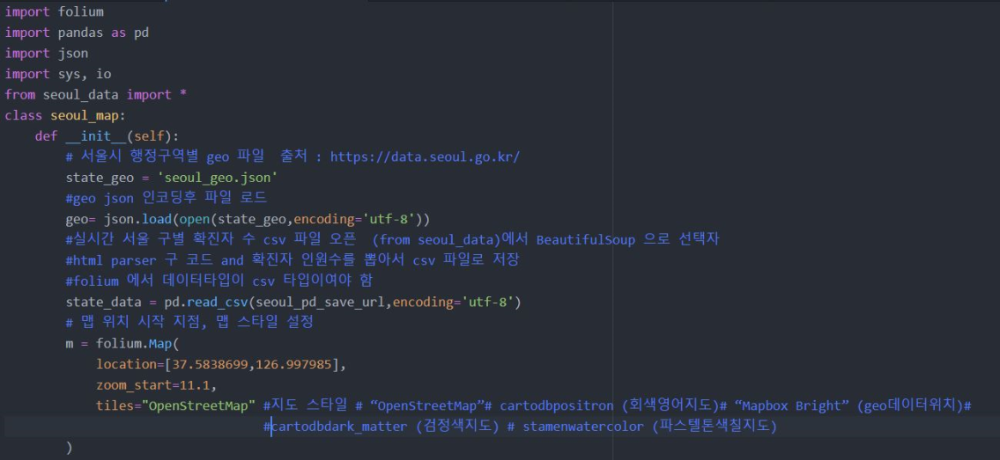 import folium
import pandas as pd
import json
import sys, io
from seoul_data import *
class seoul_map:
    def __init__(self):
        # 서울시 행정구역별 geo 파일  출처 : https://data.seoul.go.kr/
        state_geo = 'seoul_geo.json'
        #geo json 인코딩후 파일 로드
        geo= json.load(open(state_geo,encoding='utf-8'))
        #실시간 서울 구별 확진자 수 csv 파일 오픈  (from seoul_data)에서 BeautifulSoup 으로 선택자
        #html parser 구 코드 and 확진자 인원수를 뽑아서 csv 파일로 저장
        #folium 에서 데이터타입이 csv 타입이여야 함
        state_data = pd.read_csv(seoul_pd_save_url,encoding='utf-8')
        # 맵 위치 시작 지점, 맵 스타일 설정
        m = folium.Map(
            location=[37.5838699,126.997985],
            zoom_start=11.1,
            tiles="OpenStreetMap" #지도 스타일 # “OpenStreetMap”# cartodbpositron (회색영어지도)# “Mapbox Bright” (geo데이터위치)#
                                  #cartodbdark_matter (검정색지도) # stamenwatercolor (파스텔톤색칠지도)
        )